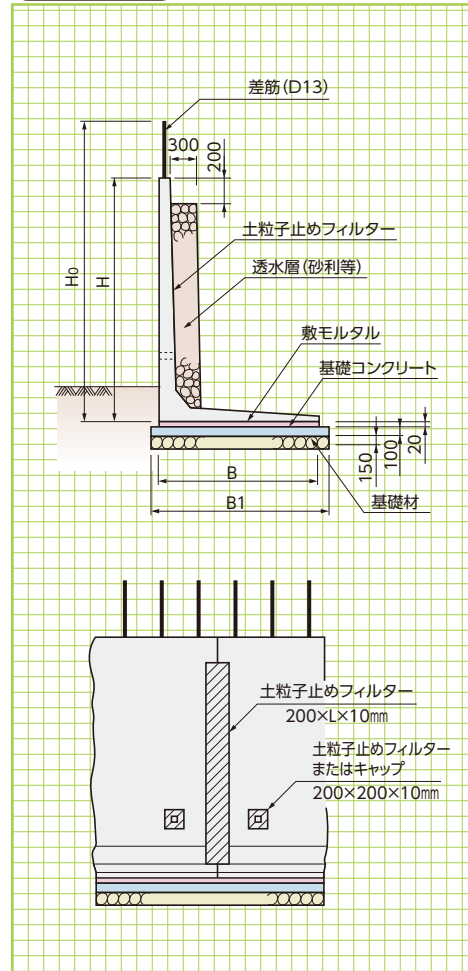 差筋(D13)
300
200
H0
H
土粒子止めフィルター
透水層(砂利等)
敷モルタル
基礎コンクリート
150
100
20
B
基礎材
B1
土粒子止めフィルター
200×L×10㎜
土粒子止めフィルター
またはキャップ
200×200×10㎜